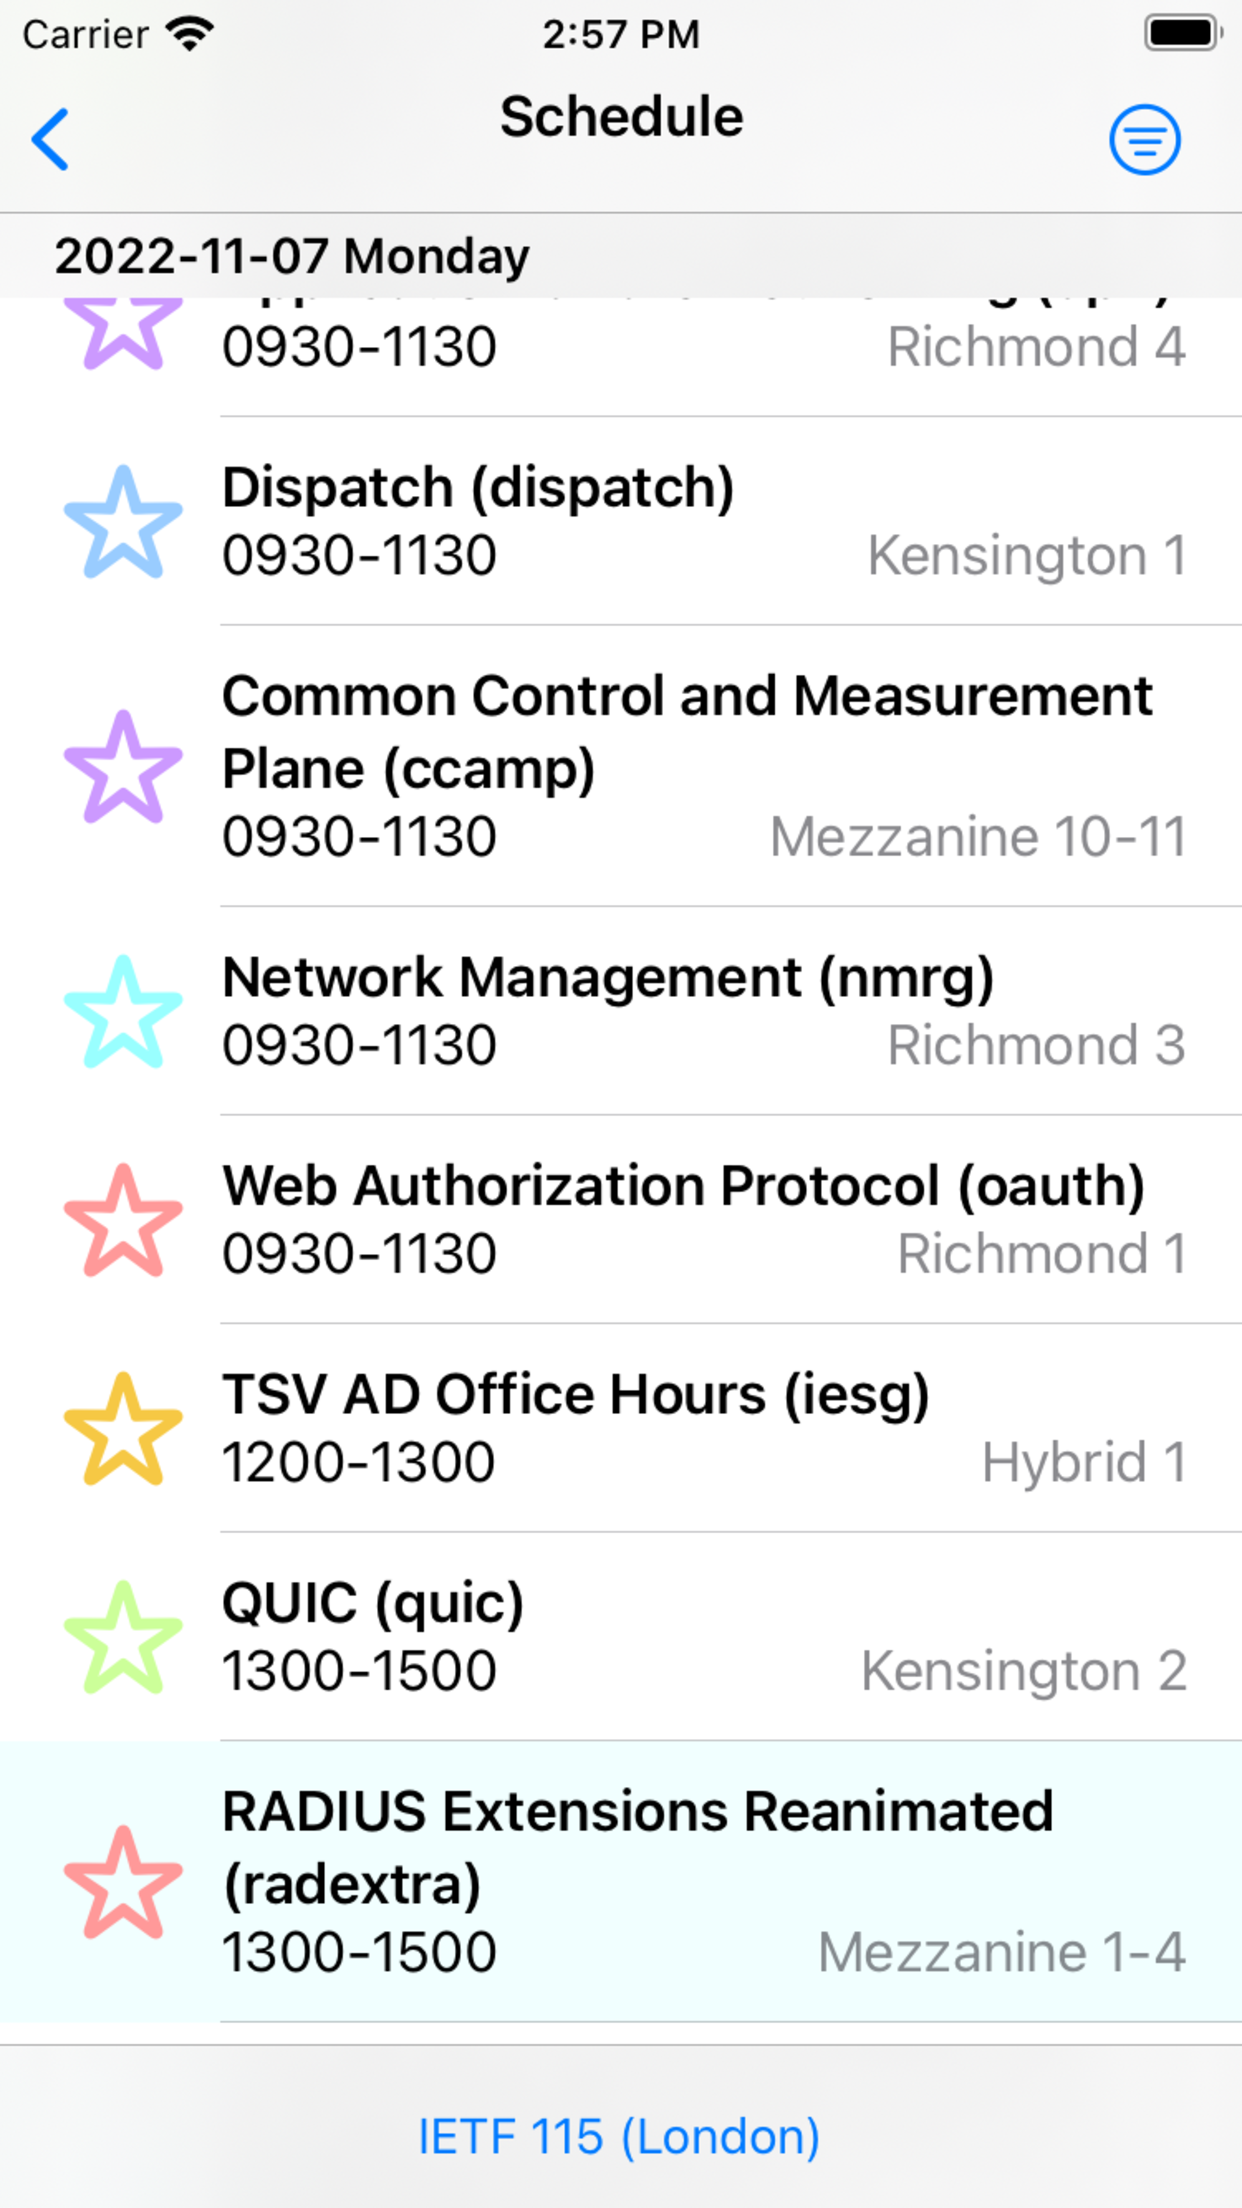 Carrier
2:57 PM
Schedule
2022-11-07 Monday
0930-1130
Richmond 4
Dispatch (dispatch)
0930-1130
Kensington 1
Common Control and Measurement
Plane (ccamp)
0930-1130
Mezzanine 10-11
Network Management (nmrg)
0930-1130
Richmond 3
Web Authorization Protocol (oauth)
0930-1130
Richmond 1
TSV AD Office Hours (iesg)
1200-1300
Hybrid 1
QUIC (quic)
1300-1500
Kensington 2
RADIUS Extensions Reanimated
(radextra)
1300-1500
Mezzanine 1-4
IETF 115 (London)